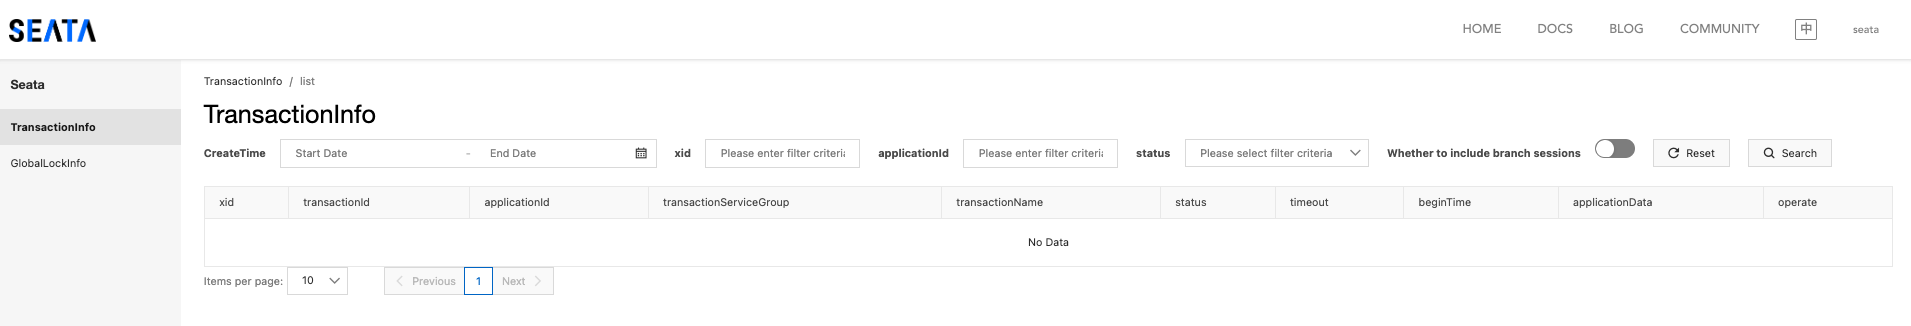 SEATA
HOME DOCS BLOG COMMUNITY 中 seata
Seata
TransactionInfo
GlobalLockInfo
TransactionInfo / list
TransactionInfo
CreateTime Start Date - End Date xid Please enter filter criteria applicationId Please enter filter criteria status Please select filter criteria Whether to include branch sessions Reset Search
xid transactionId applicationId transactionServiceGroup transactionName status timeout beginTime applicationData operate
No Data
Items per page: 10 Previous 1 Next